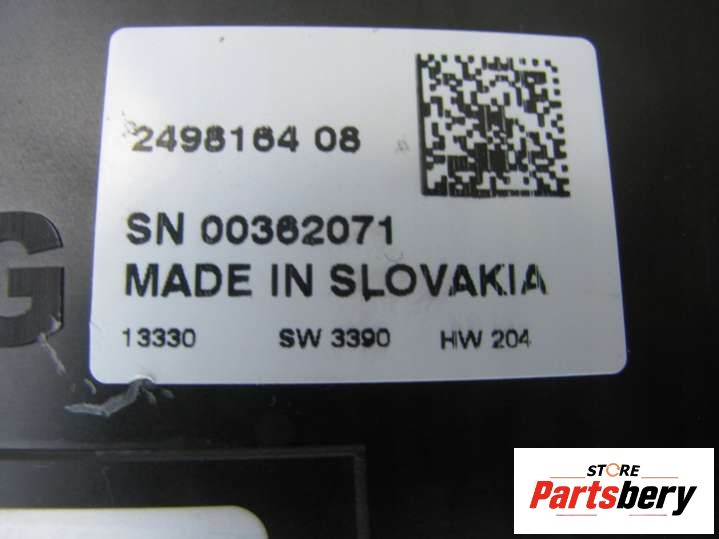 2498164 08
SN 00362071
MADE IN SLOVAKIA
13330 SW 3390 HW 204
G
STORE
Partsbery